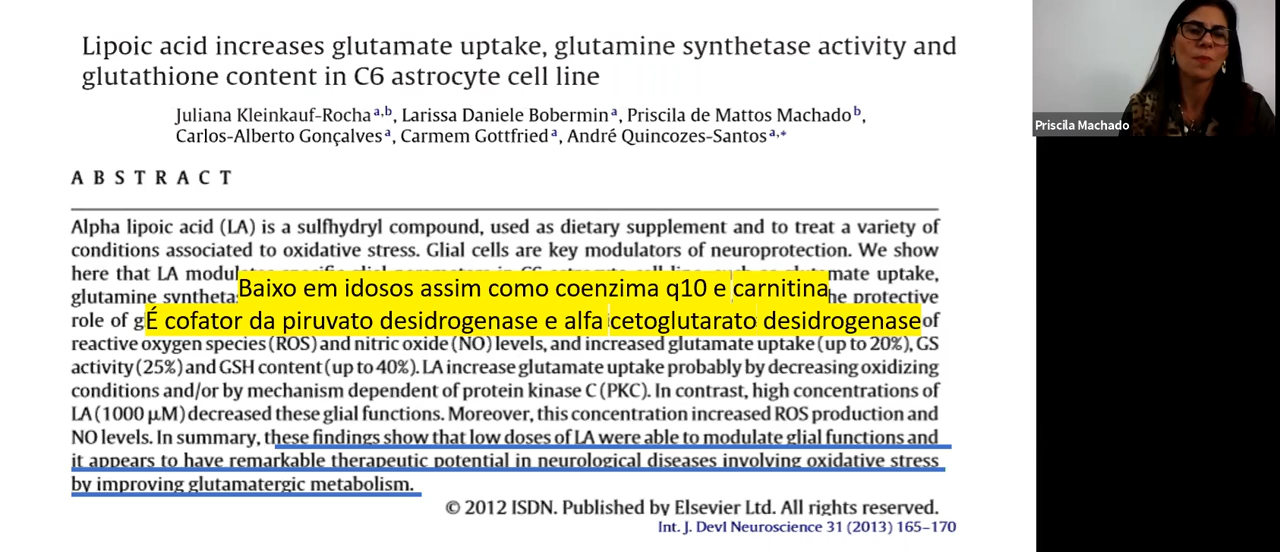 Lipoic acid increases glutamate uptake, glutamine synthetase activity and
glutathione content in C6 astrocyte cell line
Juliana Kleinkauf-Rocha a,b, Larissa Daniele Bobermin a, Priscila de Mattos Machado b,
Carlos-Alberto Gonçalves a, Carmem Gottfried a, André Quincozes-Santos a,*
ABSTRACT
Alpha lipoic acid (LA) is a sulfhydryl compound, used as dietary supplement and to treat a variety of
conditions associated to oxidative stress. Glial cells are key modulators of neuroprotection. We show
here that LA mate uptake,
glutamine Baixo em idosos assim como coenzima q10 e carnitina protective
role of É cofator da piruvato desidrogenase e alfa cetoglutarato desidrogenase of
reactive oxygen species (ROS) and nitric oxide (NO) levels, and increased glutamate uptake (up to 20%), GS
activity (25%) and GSH content (up to 40%). LA increase glutamate uptake probably by decreasing oxidizing
conditions and/or by mechanism dependent of protein kinase C (PKC). In contrast, high concentrations of
LA (1000 μM) decreased these glial functions. Moreover, this concentration increased ROS production and
NO levels. In summary, these findings show that low doses of LA were able to modulate glial functions and
it appears to have remarkable therapeutic potential in neurological diseases involving oxidative stress
by improving glutamatergic metabolism.
© 2012 ISDN. Published by Elsevier Ltd. All rights reserved.
Int. J. Devl Neuroscience 31 (2013) 165–170
Priscila Machado